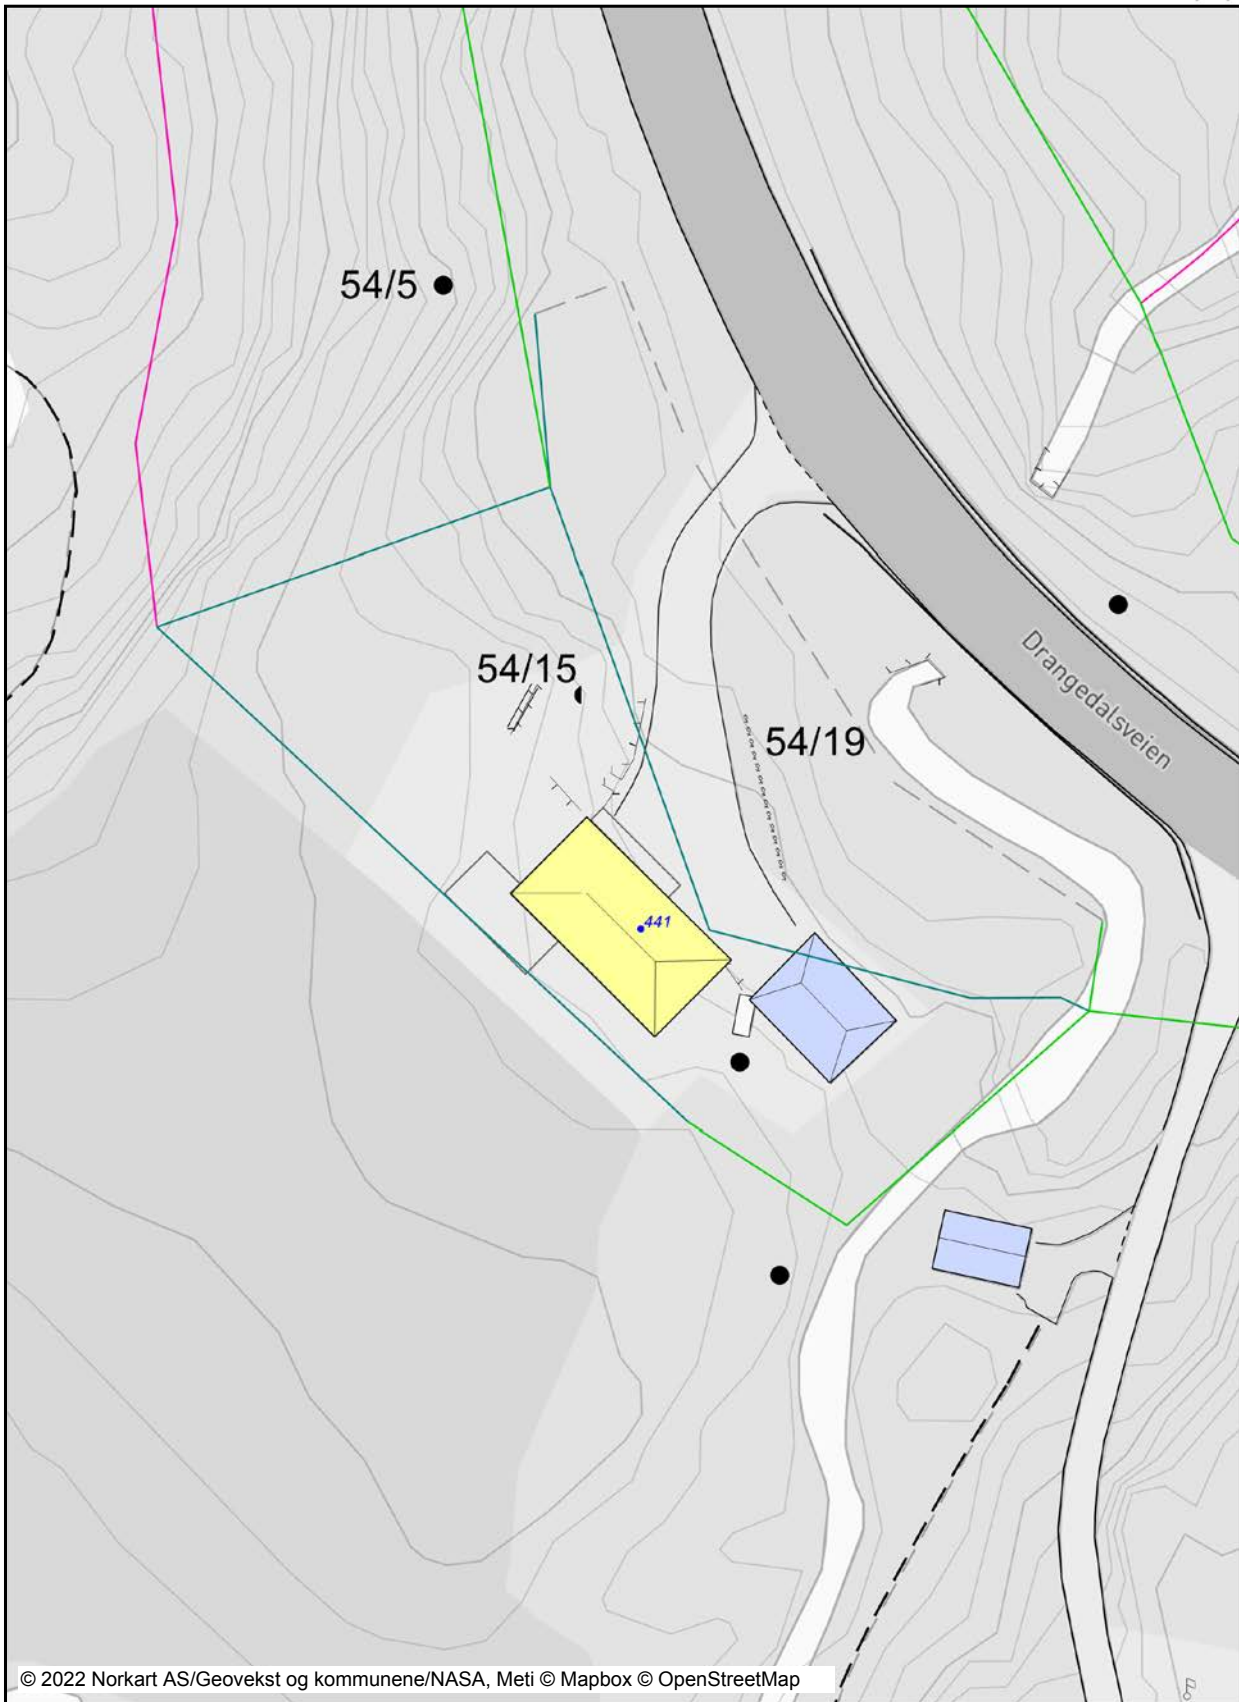 54/5
54/15
54/19
Drangedalsveien
441
© 2022 Norkart AS/Geovekst og kommunene/NASA, Meti © Mapbox © OpenStreetMap